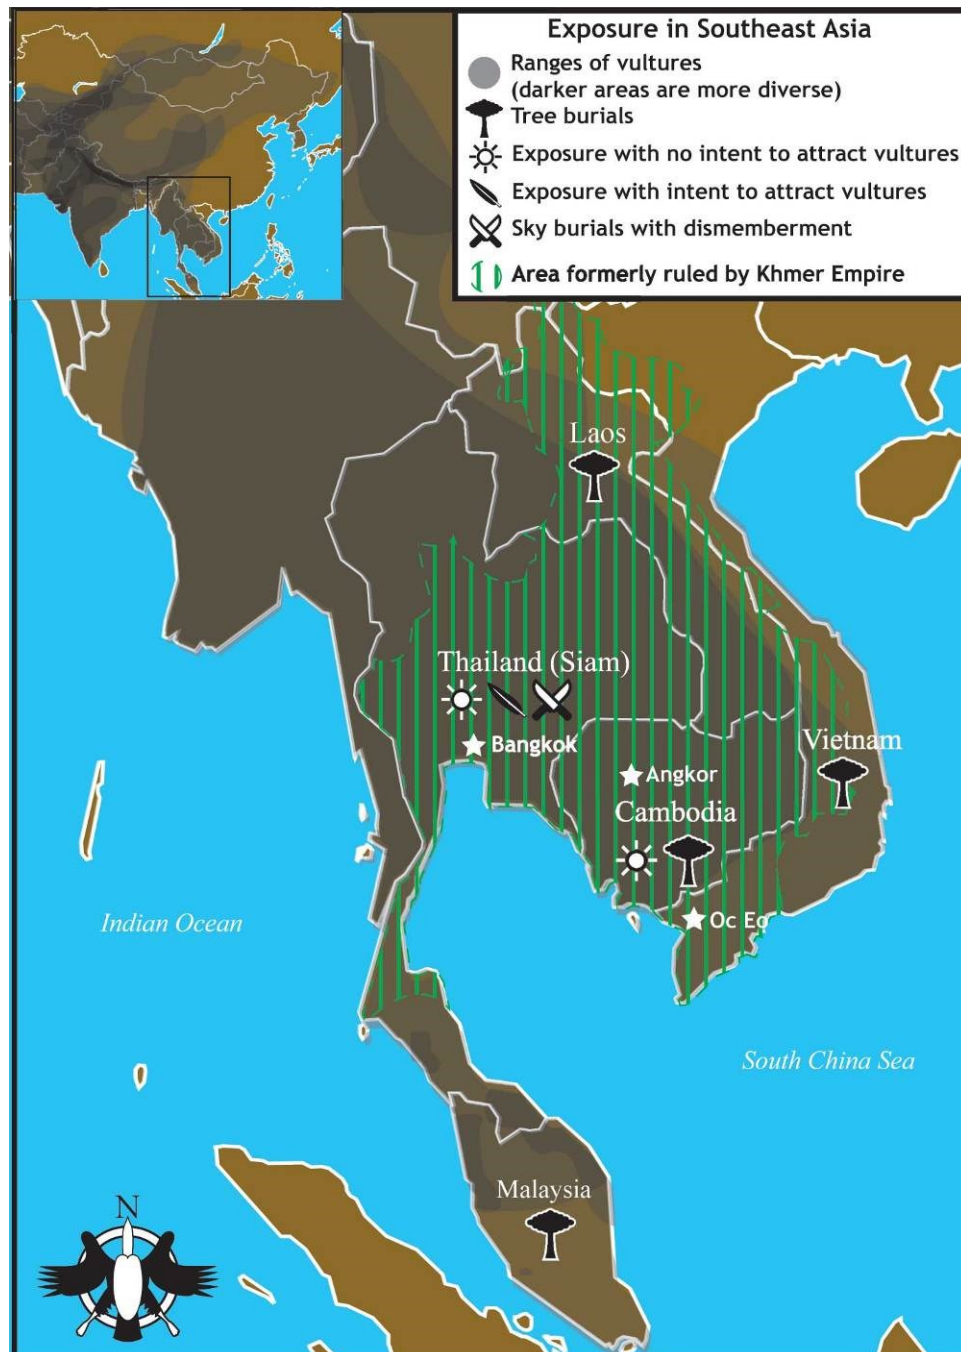 Exposure in Southeast Asia
Ranges of vultures
(darker areas are more diverse)
Tree burials
Exposure with no intent to attract vultures
Exposure with intent to attract vultures
Sky burials with dismemberment
Area formerly ruled by Khmer Empire
Laos
Thailand (Siam)
Bangkok
Vietnam
Angkor
Cambodia
Oc Eo
Indian Ocean
South China Sea
Malaysia
N